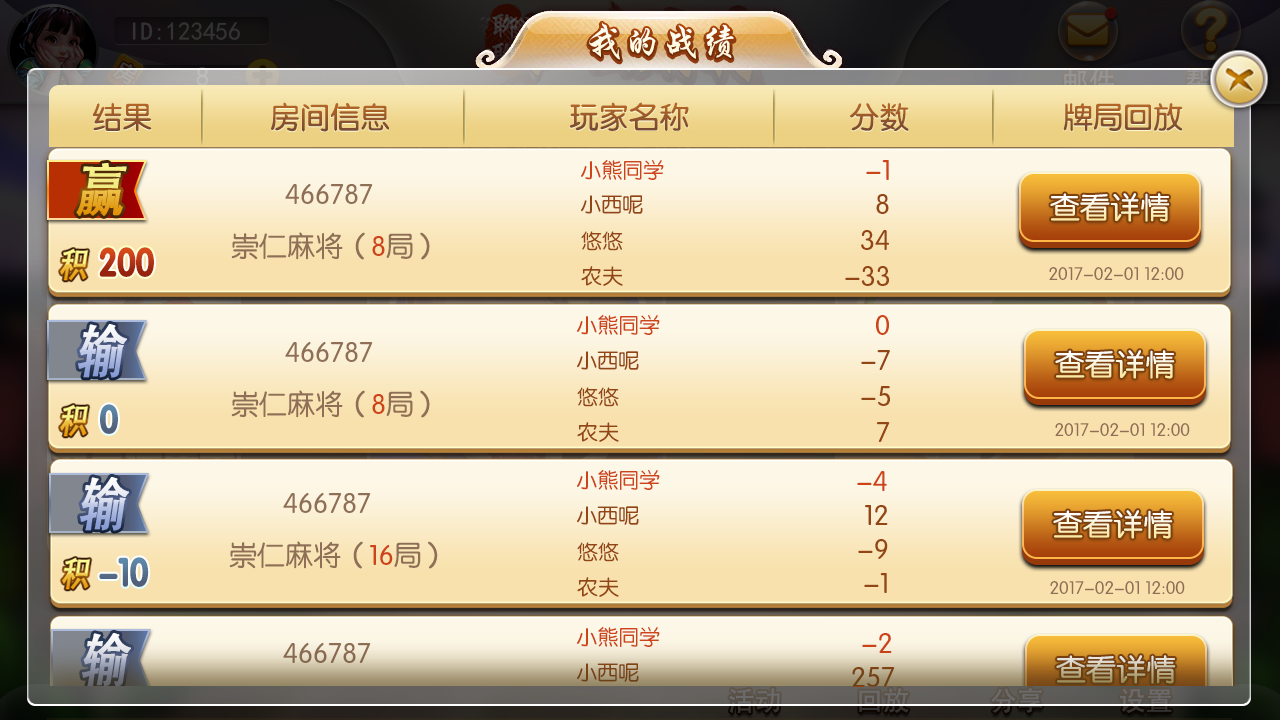 ID:123456
我的战绩
邮件
结果 房间信息 玩家名称 分数 牌局回放
赢
积 200
466787
崇仁麻将（8局）
小熊同学 -1
小西呢 8
悠悠 34
农夫 -33
查看详情
2017-02-01 12:00
输
积 0
466787
崇仁麻将（8局）
小熊同学 0
小西呢 -7
悠悠 -5
农夫 7
查看详情
2017-02-01 12:00
输
积 -10
466787
崇仁麻将（16局）
小熊同学 -4
小西呢 12
悠悠 -9
农夫 -1
查看详情
2017-02-01 12:00
输
466787
小熊同学 -2
小西呢 257
查看详情
活动 回放 分享 设置